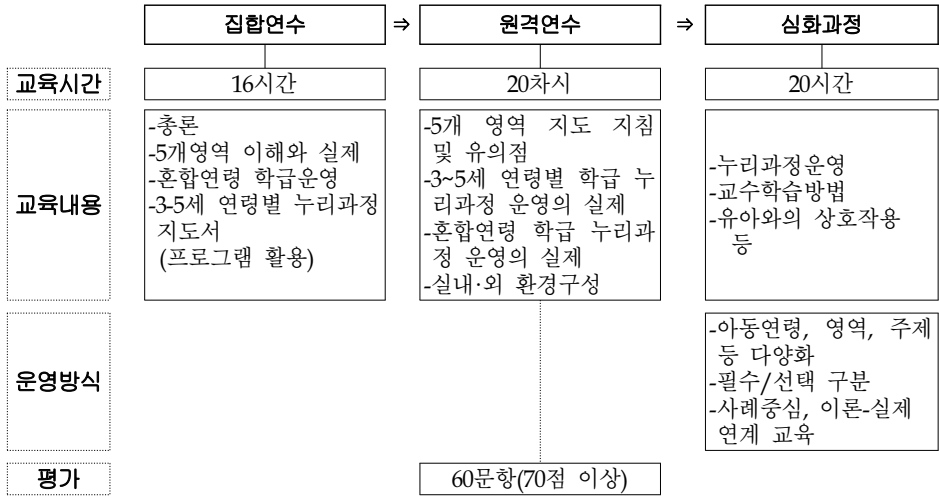 집합연수 ⇒ 원격연수 ⇒ 심화과정
교육시간 16시간 20차시 20시간
교육내용
-총론
-5개영역 이해와 실제
-혼합연령 학급운영
-3-5세 연령별 누리과정
지도서
(프로그램 활용)
-5개 영역 지도 지침
및 유의점
-3~5세 연령별 학급 누
리과정 운영의 실제
-혼합연령 학급 누리과
정 운영의 실제
-실내·외 환경구성
-누리과정운영
-교수학습방법
-유아와의 상호작용
등
운영방식
-아동연령, 영역, 주제
등 다양화
-필수/선택 구분
-사례중심, 이론-실제
연계 교육
평가 60문항(70점 이상)